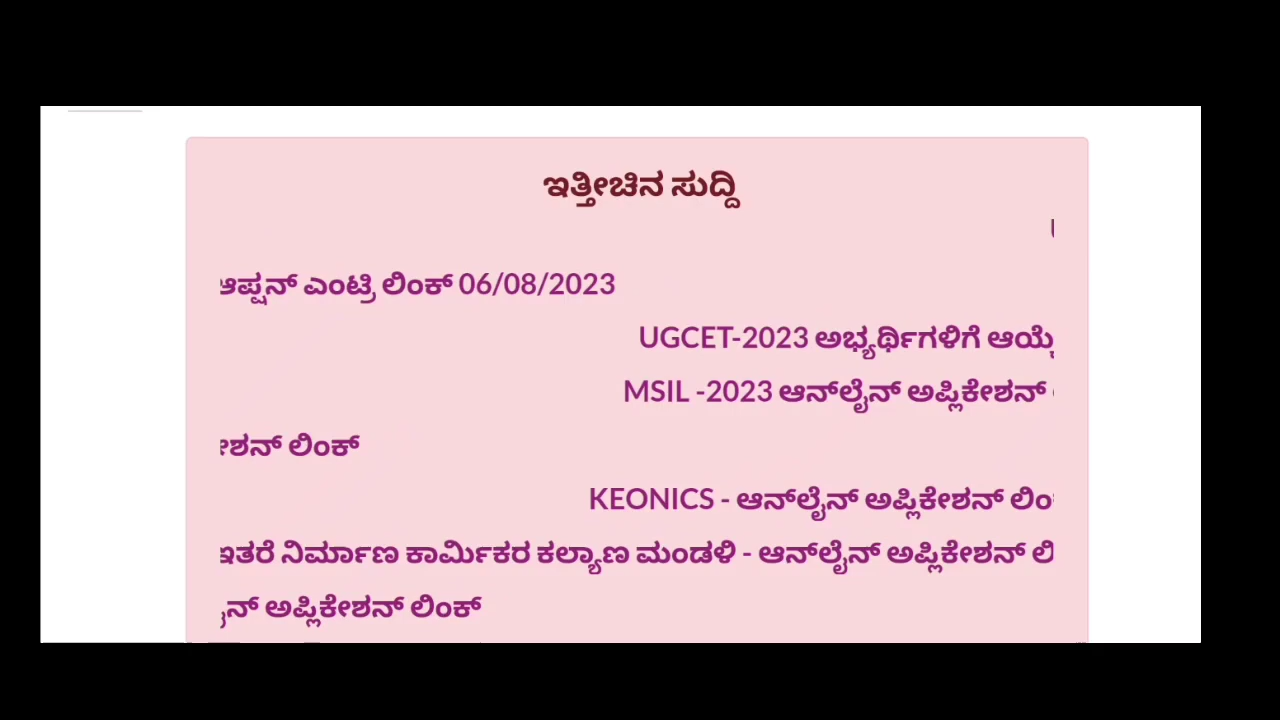 ಇತ್ತೀಚಿನ ಸುದ್ದಿ
ಆಪ್ಷನ್ ಎಂಟ್ರಿ ಲಿಂಕ್ 06/08/2023
UGCET-2023 ಅಭ್ಯರ್ಥಿಗಳಿಗೆ
MSIL -2023 ಆನ್‌ಲೈನ್ ಅಪ್ಲಿಕೇಶನ್
ಲಿಂಕ್
KEONICS - ಆನ್‌ಲೈನ್ ಅಪ್ಲಿಕೇಶನ್
ಇತರೆ ನಿರ್ಮಾಣ ಕಾರ್ಮಿಕರ ಕಲ್ಯಾಣ ಮಂಡಳಿ - ಆನ್‌ಲೈನ್ ಅಪ್ಲಿಕೇಶನ್
ಅಪ್ಲಿಕೇಶನ್ ಲಿಂಕ್